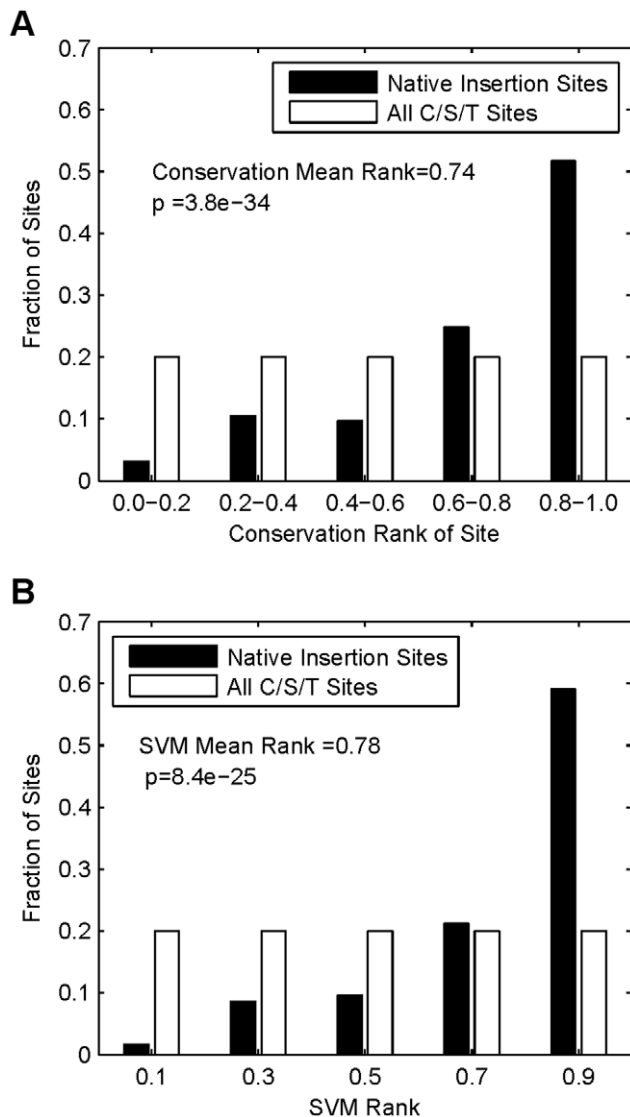 A
0.7
0.6
0.5
0.4
0.3
0.2
0.1
0
Fraction of Sites
Native Insertion Sites
All C/S/T Sites
Conservation Mean Rank=0.74
p =3.8e−34
0.0−0.2 0.2−0.4 0.4−0.6 0.6−0.8 0.8−1.0
Conservation Rank of Site
B
0.7
0.6
0.5
0.4
0.3
0.2
0.1
0
Fraction of Sites
Native Insertion Sites
All C/S/T Sites
SVM Mean Rank =0.78
p=8.4e−25
0.1 0.3 0.5 0.7 0.9
SVM Rank